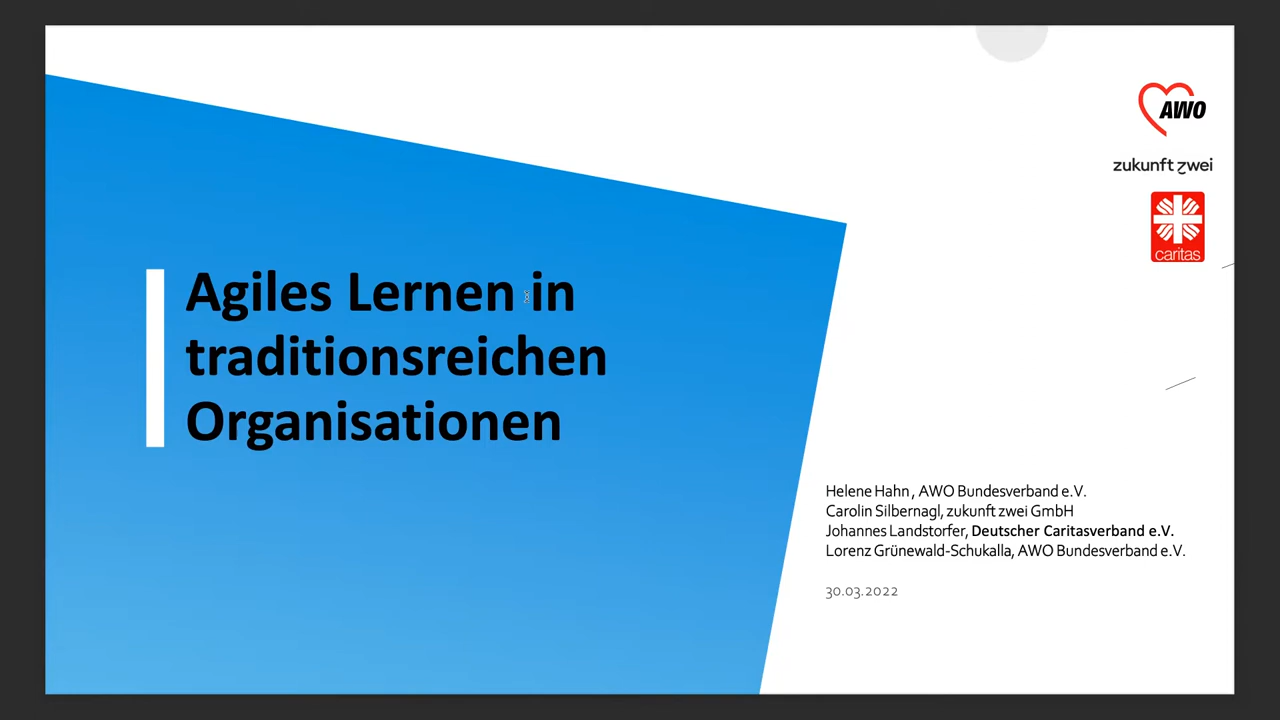 AWO
zukunft zwei
caritas
Agiles Lernen in
traditionsreichen
Organisationen
Helene Hahn , AWO Bundesverband e.V.
Carolin Silbernagl, zukunft zwei GmbH
Johannes Landstorfer, Deutscher Caritasverband e.V.
Lorenz Grünewald-Schukalla, AWO Bundesverband e.V.
30.03.2022